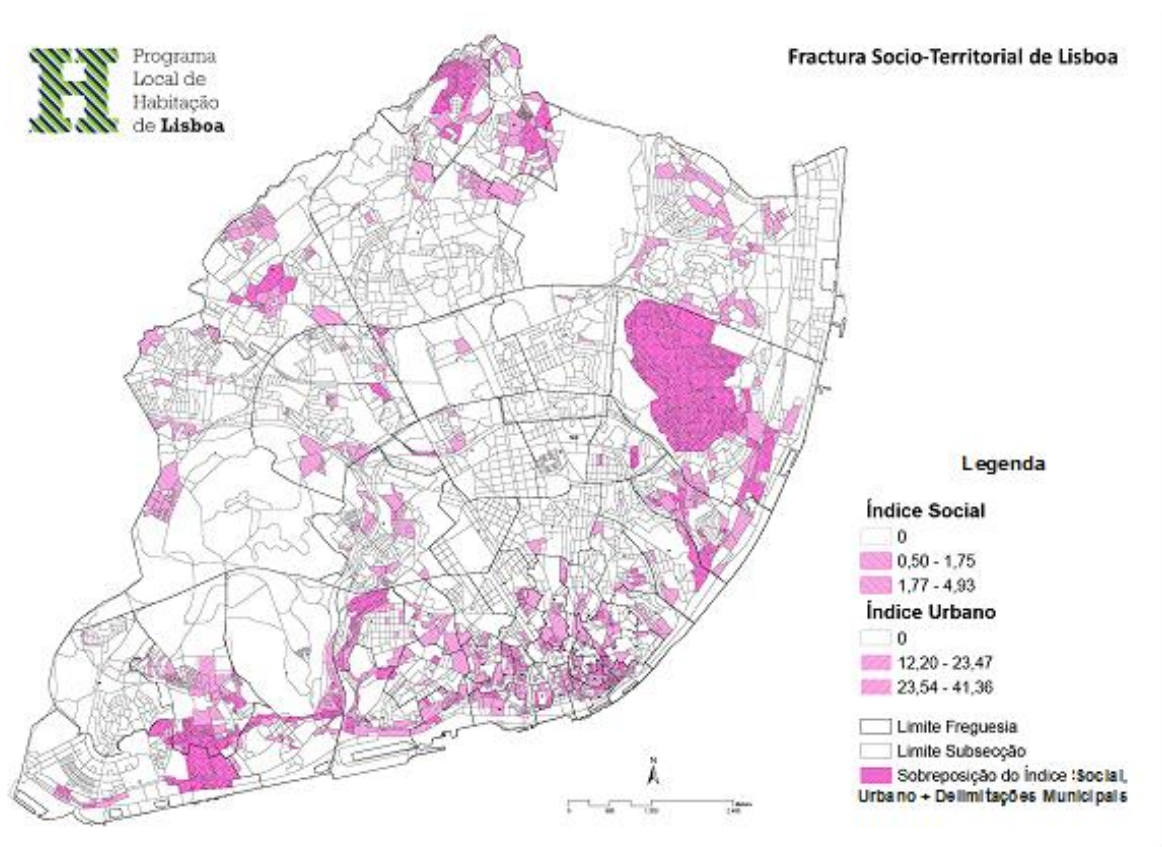 Programa
Local de
Habitação
de Lisboa
Fractura Socio-Territorial de Lisboa
Legenda
Índice Social
0
0,50 - 1,75
1,77 - 4,93
Índice Urbano
0
12,20 - 23,47
23,54 - 41,36
Limite Freguesia
Limite Subsecção
Sobreposição do Índice :Social,
Urbano + Delimitações Municipais
N